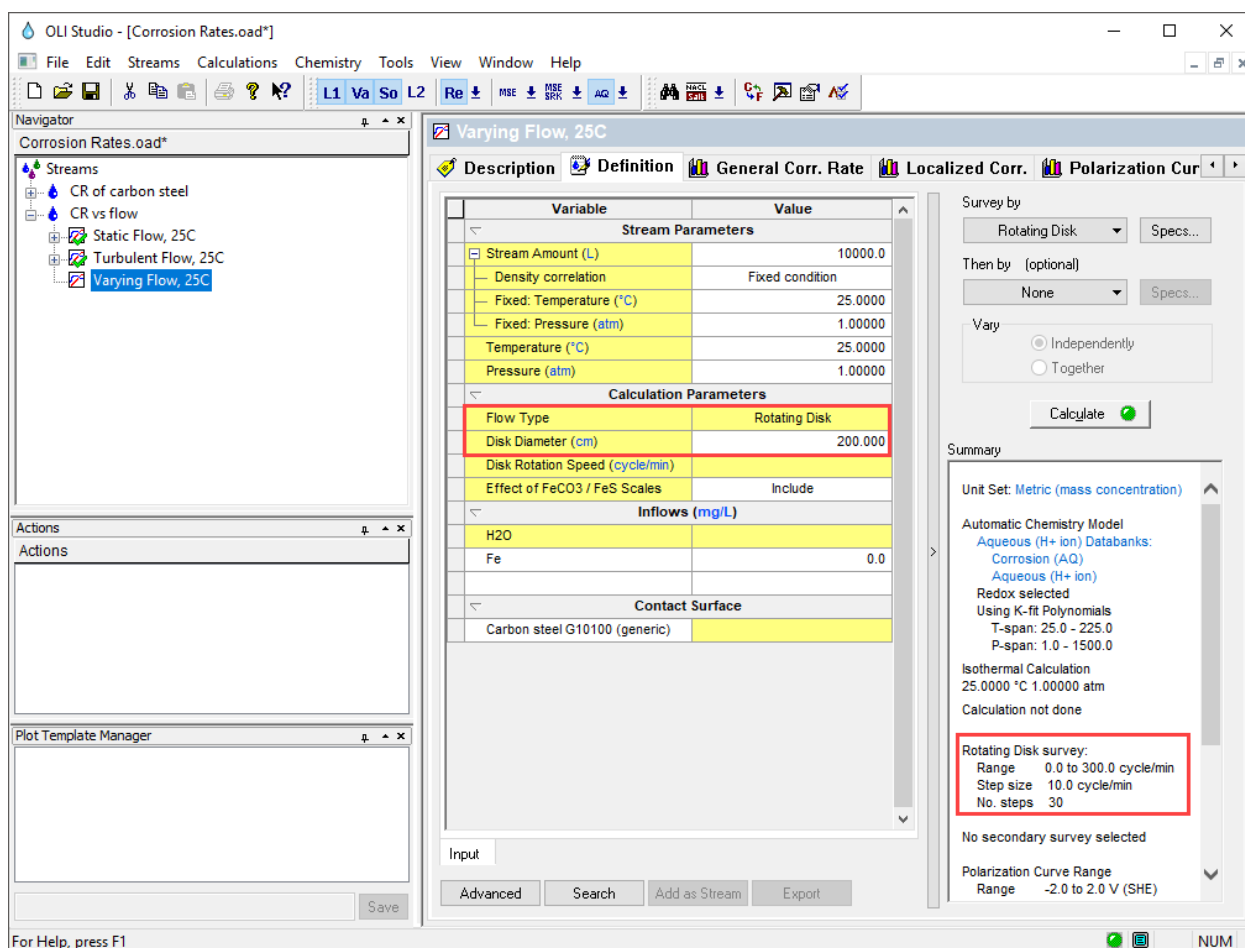 OLI Studio - [Corrosion Rates.oad*]
File Edit Streams Calculations Chemistry Tools View Window Help
L1 Va So L2 Re MSE MSE SRK AQ NACL Salt C F
Navigator
Corrosion Rates.oad*
Streams
CR of carbon steel
CR vs flow
Static Flow, 25C
Turbulent Flow, 25C
Varying Flow, 25C
Actions
Actions
Plot Template Manager
Save
Varying Flow, 25C
Description Definition General Corr. Rate Localized Corr. Polarization Cur
Variable Value
Stream Parameters
Stream Amount (L) 10000.0
Density correlation Fixed condition
Fixed: Temperature (°C) 25.0000
Fixed: Pressure (atm) 1.00000
Temperature (°C) 25.0000
Pressure (atm) 1.00000
Calculation Parameters
Flow Type Rotating Disk
Disk Diameter (cm) 200.000
Disk Rotation Speed (cycle/min)
Effect of FeCO3 / FeS Scales Include
Inflows (mg/L)
H2O
Fe 0.0
Contact Surface
Carbon steel G10100 (generic)
Input
Advanced Search Add as Stream Export
Survey by
Rotating Disk Specs...
Then by (optional)
None Specs...
Vary
Independently
Together
Calculate
Summary
Unit Set: Metric (mass concentration)
Automatic Chemistry Model
Aqueous (H+ ion) Databanks:
Corrosion (AQ)
Aqueous (H+ ion)
Redox selected
Using K-fit Polynomials
T-span: 25.0 - 225.0
P-span: 1.0 - 1500.0
Isothermal Calculation
25.0000 °C 1.00000 atm
Calculation not done
Rotating Disk survey:
Range 0.0 to 300.0 cycle/min
Step size 10.0 cycle/min
No. steps 30
No secondary survey selected
Polarization Curve Range
Range -2.0 to 2.0 V (SHE)
For Help, press F1
NUM